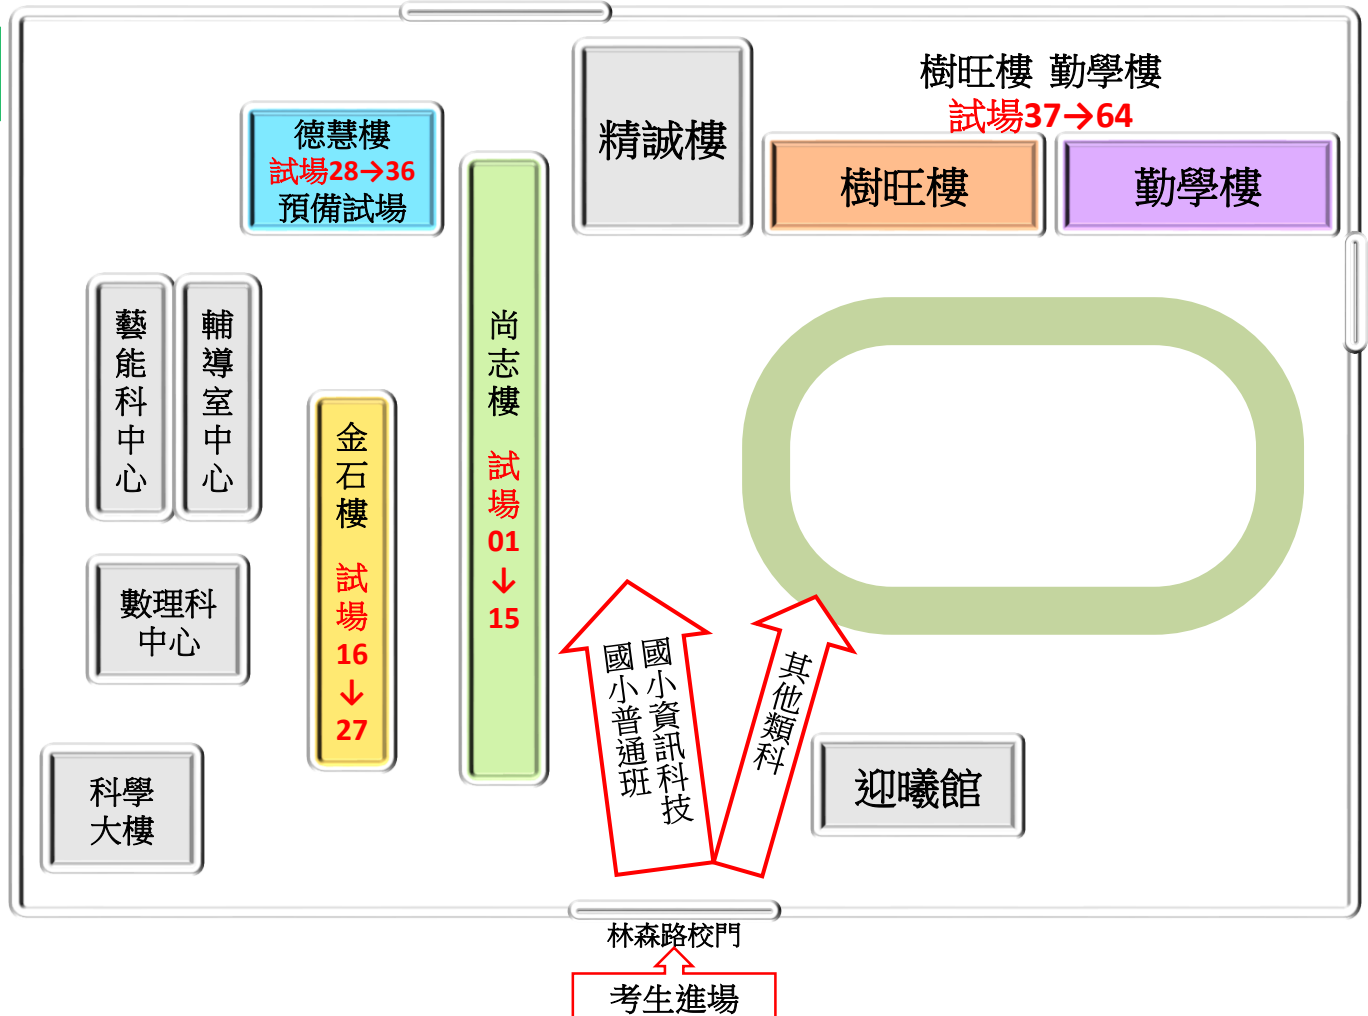 樹旺樓 勤學樓
試場37→64
精誠樓
樹旺樓
勤學樓
德慧樓
試場28→36
預備試場
藝能科中心
輔導室中心
金石樓 試場16↓27
尚志樓 試場01↓15
數理科
中心
科學
大樓
國小普通班
國小資訊科技
其他類科
迎曦館
林森路校門
考生進場